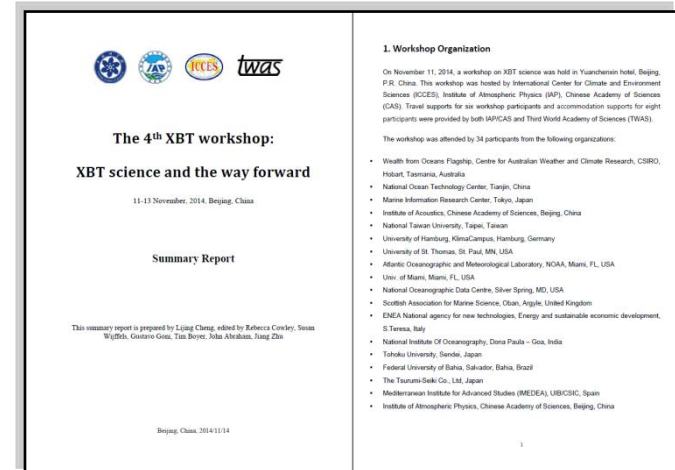 IAP
ICCES
twas
The 4th XBT workshop:
XBT science and the way forward
11-13 November, 2014, Beijing, China
Summary Report
This summary report is prepared by Lijing Cheng, edited by Rebecca Cowley, Susan
Wijffels, Gustavo Goni, Tim Boyer, John Abraham, Jiang Zhu
Beijing, China, 2014/11/14
1. Workshop Organization
On November 11, 2014, a workshop on XBT science was held in Yuanchenxin hotel, Beijing,
P.R. China. This workshop was hosted by International Center for Climate and Environment
Sciences (ICCES), Institute of Atmospheric Physics (IAP), Chinese Academy of Sciences
(CAS). Travel supports for six workshop participants and accommodation supports for eight
participants were provided by both IAP/CAS and Third World Academy of Sciences (TWAS).
The workshop was attended by 34 participants from the following organizations:
• Wealth from Oceans Flagship, Centre for Australian Weather and Climate Research, CSIRO,
Hobart, Tasmania, Australia
• National Ocean Technology Center, Tianjin, China
• Marine Information Research Center, Tokyo, Japan
• Institute of Acoustics, Chinese Academy of Sciences, Beijing, China
• National Taiwan University, Taipei, Taiwan
• University of Hamburg, KlimaCampus, Hamburg, Germany
• University of St. Thomas, St. Paul, MN, USA
• Atlantic Oceanographic and Meteorological Laboratory, NOAA, Miami, FL, USA
• Univ. of Miami, Miami, FL, USA
• National Oceanographic Data Centre, Silver Spring, MD, USA
• Scottish Association for Marine Science, Oban, Argyle, United Kingdom
• ENEA National agency for new technologies, Energy and sustainable economic development,
S.Teresa, Italy
• National Institute Of Oceanography, Dona Paula – Goa, India
• Tohoku University, Sendei, Japan
• Federal University of Bahia, Salvador, Bahia, Brazil
• The Tsurumi-Seiki Co., Ltd, Japan
• Mediterranean Institute for Advanced Studies (IMEDEA), UIB/CSIC, Spain
• Institute of Atmospheric Physics, Chinese Academy of Sciences, Beijing, China
1